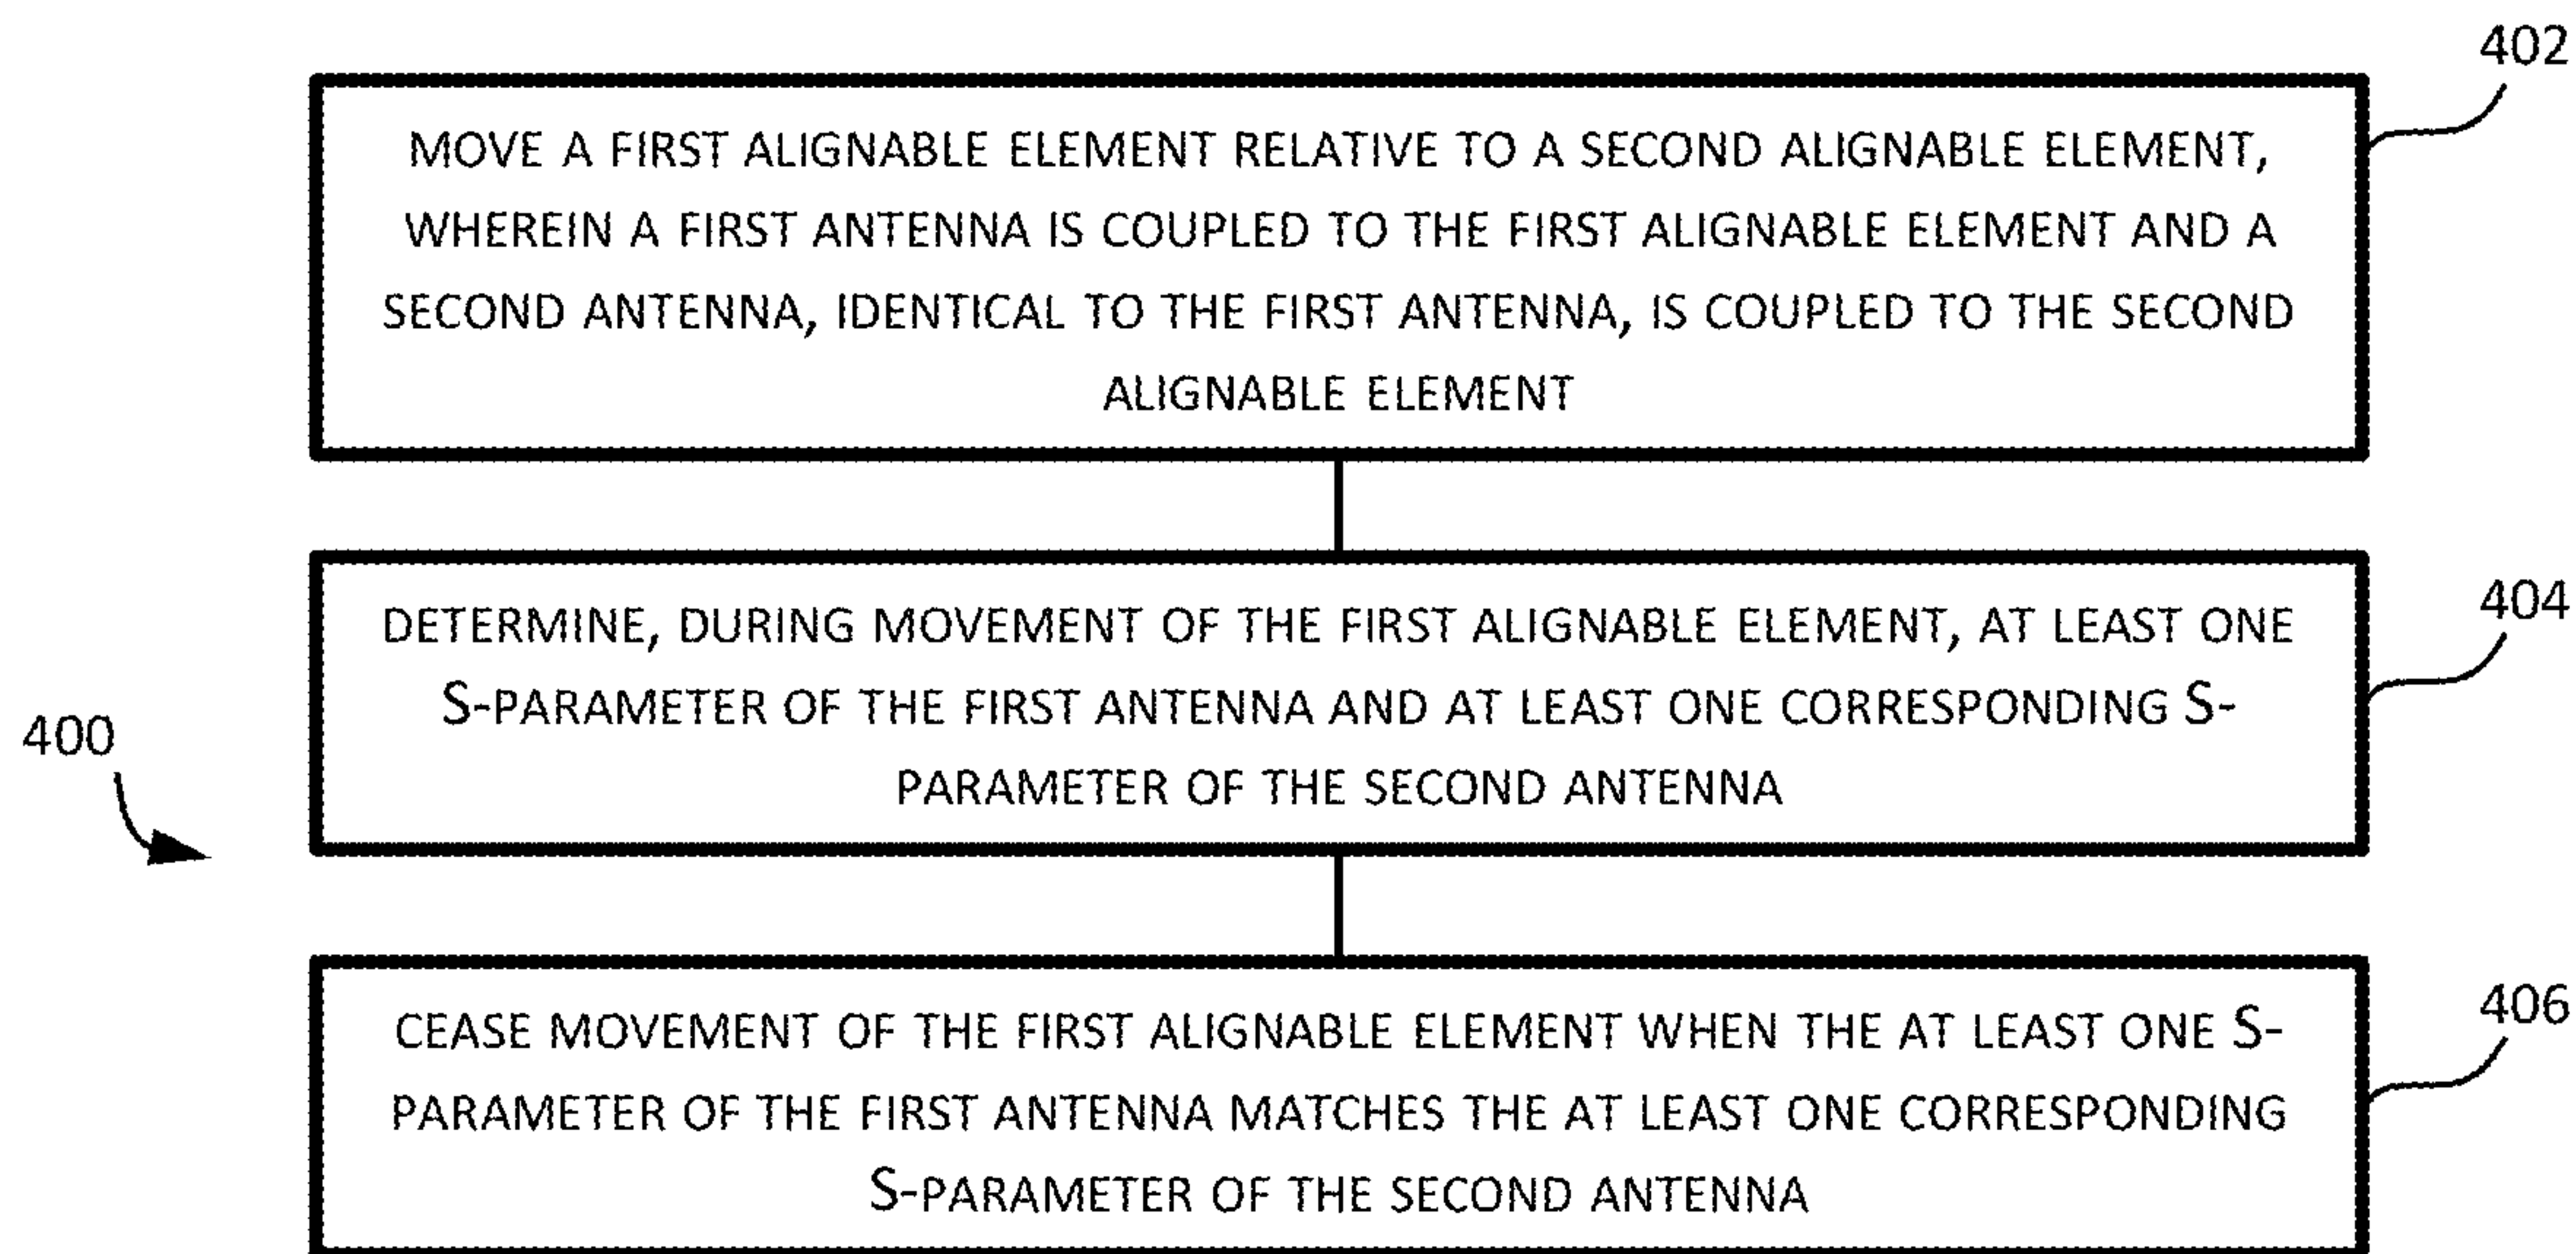 402
MOVE A FIRST ALIGNABLE ELEMENT RELATIVE TO A SECOND ALIGNABLE ELEMENT,
WHEREIN A FIRST ANTENNA IS COUPLED TO THE FIRST ALIGNABLE ELEMENT AND A
SECOND ANTENNA, IDENTICAL TO THE FIRST ANTENNA, IS COUPLED TO THE SECOND
ALIGNABLE ELEMENT
404
DETERMINE, DURING MOVEMENT OF THE FIRST ALIGNABLE ELEMENT, AT LEAST ONE
S-PARAMETER OF THE FIRST ANTENNA AND AT LEAST ONE CORRESPONDING S-
PARAMETER OF THE SECOND ANTENNA
400
406
CEASE MOVEMENT OF THE FIRST ALIGNABLE ELEMENT WHEN THE AT LEAST ONE S-
PARAMETER OF THE FIRST ANTENNA MATCHES THE AT LEAST ONE CORRESPONDING
S-PARAMETER OF THE SECOND ANTENNA